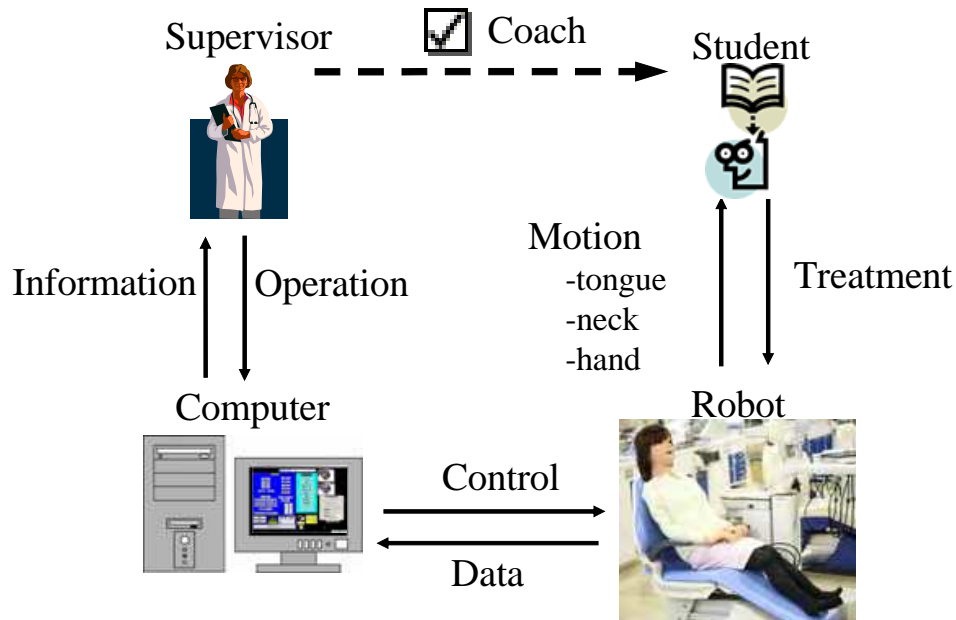 Supervisor
Coach
Student
Information
Operation
Motion
-tongue
-neck
-hand
Treatment
Computer
Robot
Control
Data